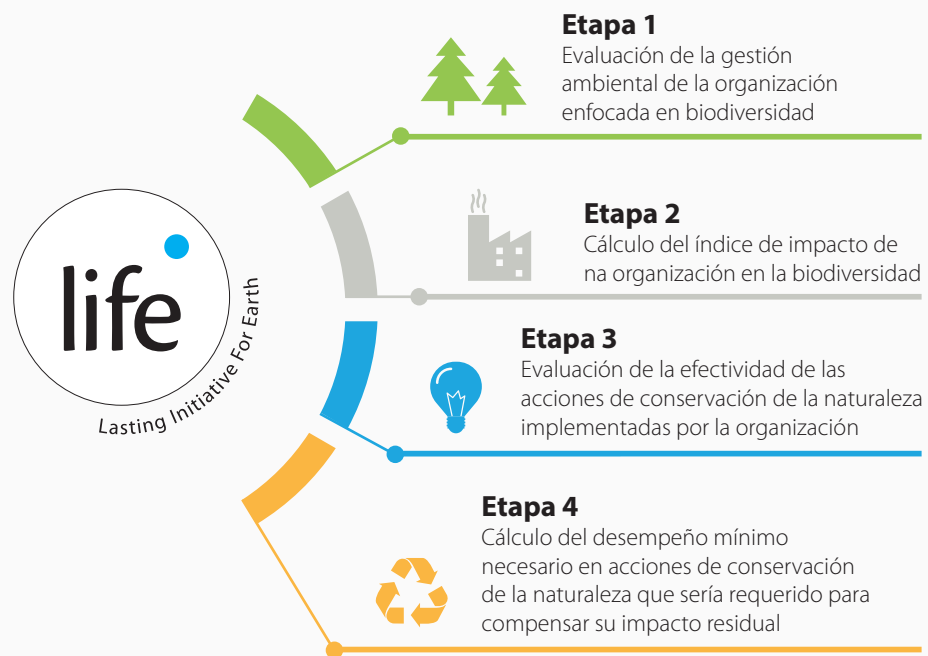 Etapa 1
Evaluación de la gestión
ambiental de la organización
enfocada en biodiversidad
Etapa 2
Cálculo del índice de impacto de
na organización en la biodiversidad
life
Lasting Initiative For Earth
Etapa 3
Evaluación de la efectividad de las
acciones de conservación de la naturaleza
implementadas por la organización
Etapa 4
Cálculo del desempeño mínimo
necesario en acciones de conservación
de la naturaleza que sería requerido para
compensar su impacto residual